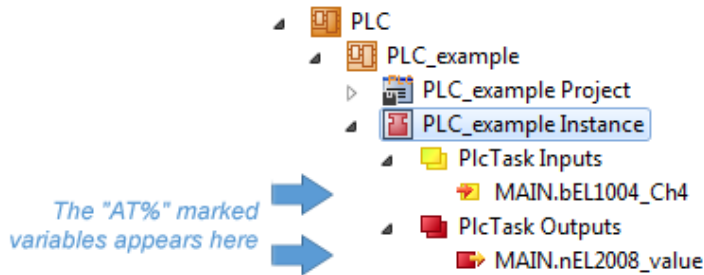 PLC
PLC_example
PLC_example Project
PLC_example Instance
PlcTask Inputs
MAIN.bEL1004_Ch4
The "AT%" marked
variables appears here
PlcTask Outputs
MAIN.nEL2008_value